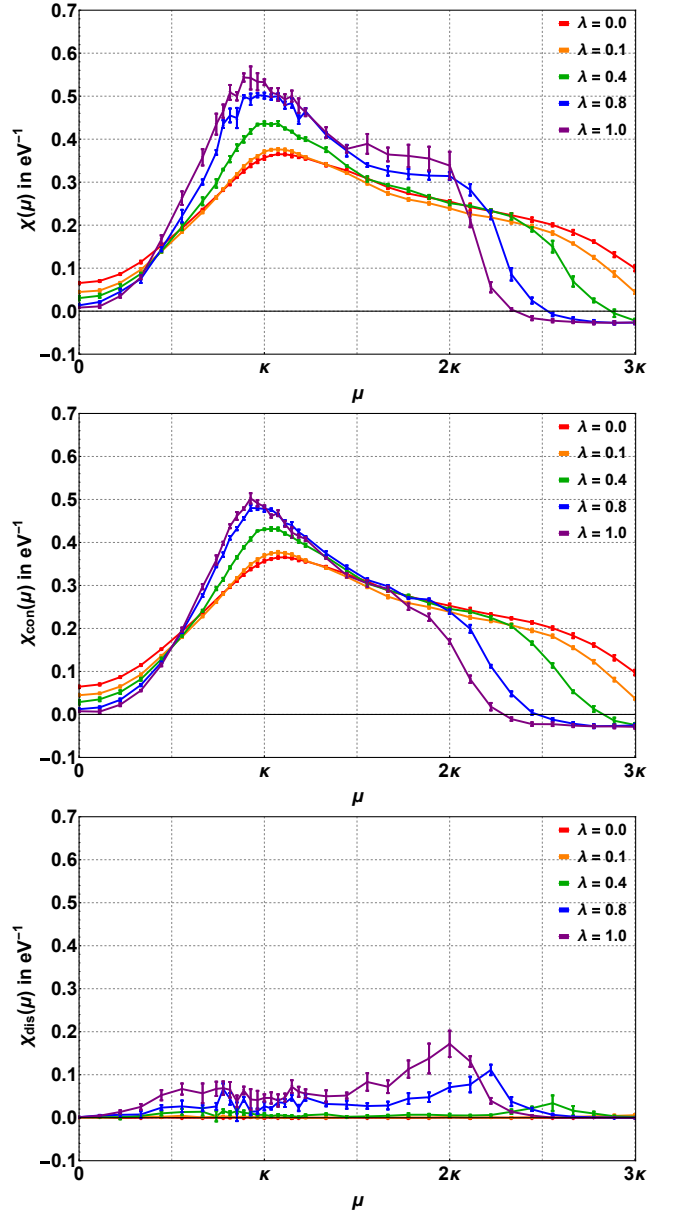 0.7
0.6
0.5
0.4
0.3
0.2
0.1
0.0
−0.1
χ(μ) in eV⁻¹
λ = 0.0
λ = 0.1
λ = 0.4
λ = 0.8
λ = 1.0
0 κ 2κ 3κ
μ
0.7
0.6
0.5
0.4
0.3
0.2
0.1
0.0
−0.1
χcon(μ) in eV⁻¹
λ = 0.0
λ = 0.1
λ = 0.4
λ = 0.8
λ = 1.0
0 κ 2κ 3κ
μ
0.7
0.6
0.5
0.4
0.3
0.2
0.1
0.0
−0.1
χdis(μ) in eV⁻¹
λ = 0.0
λ = 0.1
λ = 0.4
λ = 0.8
λ = 1.0
0 κ 2κ 3κ
μ